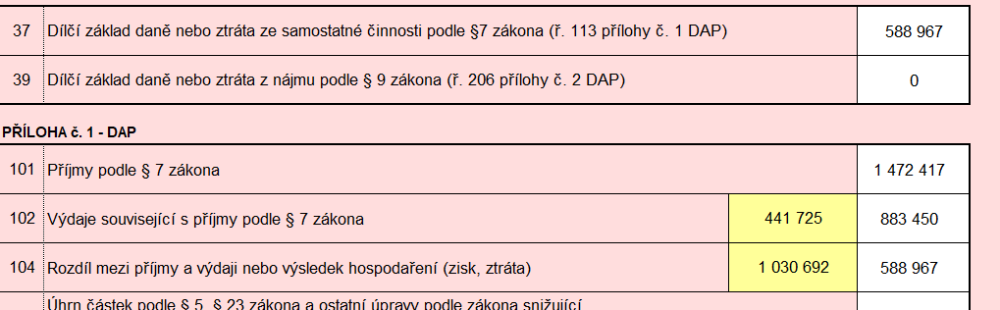 37 Dílčí základ daně nebo ztráta ze samostatné činnosti podle §7 zákona (ř. 113 přílohy č. 1 DAP) 588 967
39 Dílčí základ daně nebo ztráta z nájmu podle § 9 zákona (ř. 206 přílohy č. 2 DAP) 0
PŘÍLOHA č. 1 - DAP
101 Příjmy podle § 7 zákona 1 472 417
102 Výdaje související s příjmy podle § 7 zákona 441 725 883 450
104 Rozdíl mezi příjmy a výdaji nebo výsledek hospodaření (zisk, ztráta) 1 030 692 588 967
Úhrn částek podle § 5, § 23 zákona a ostatní úpravy podle zákona snižující